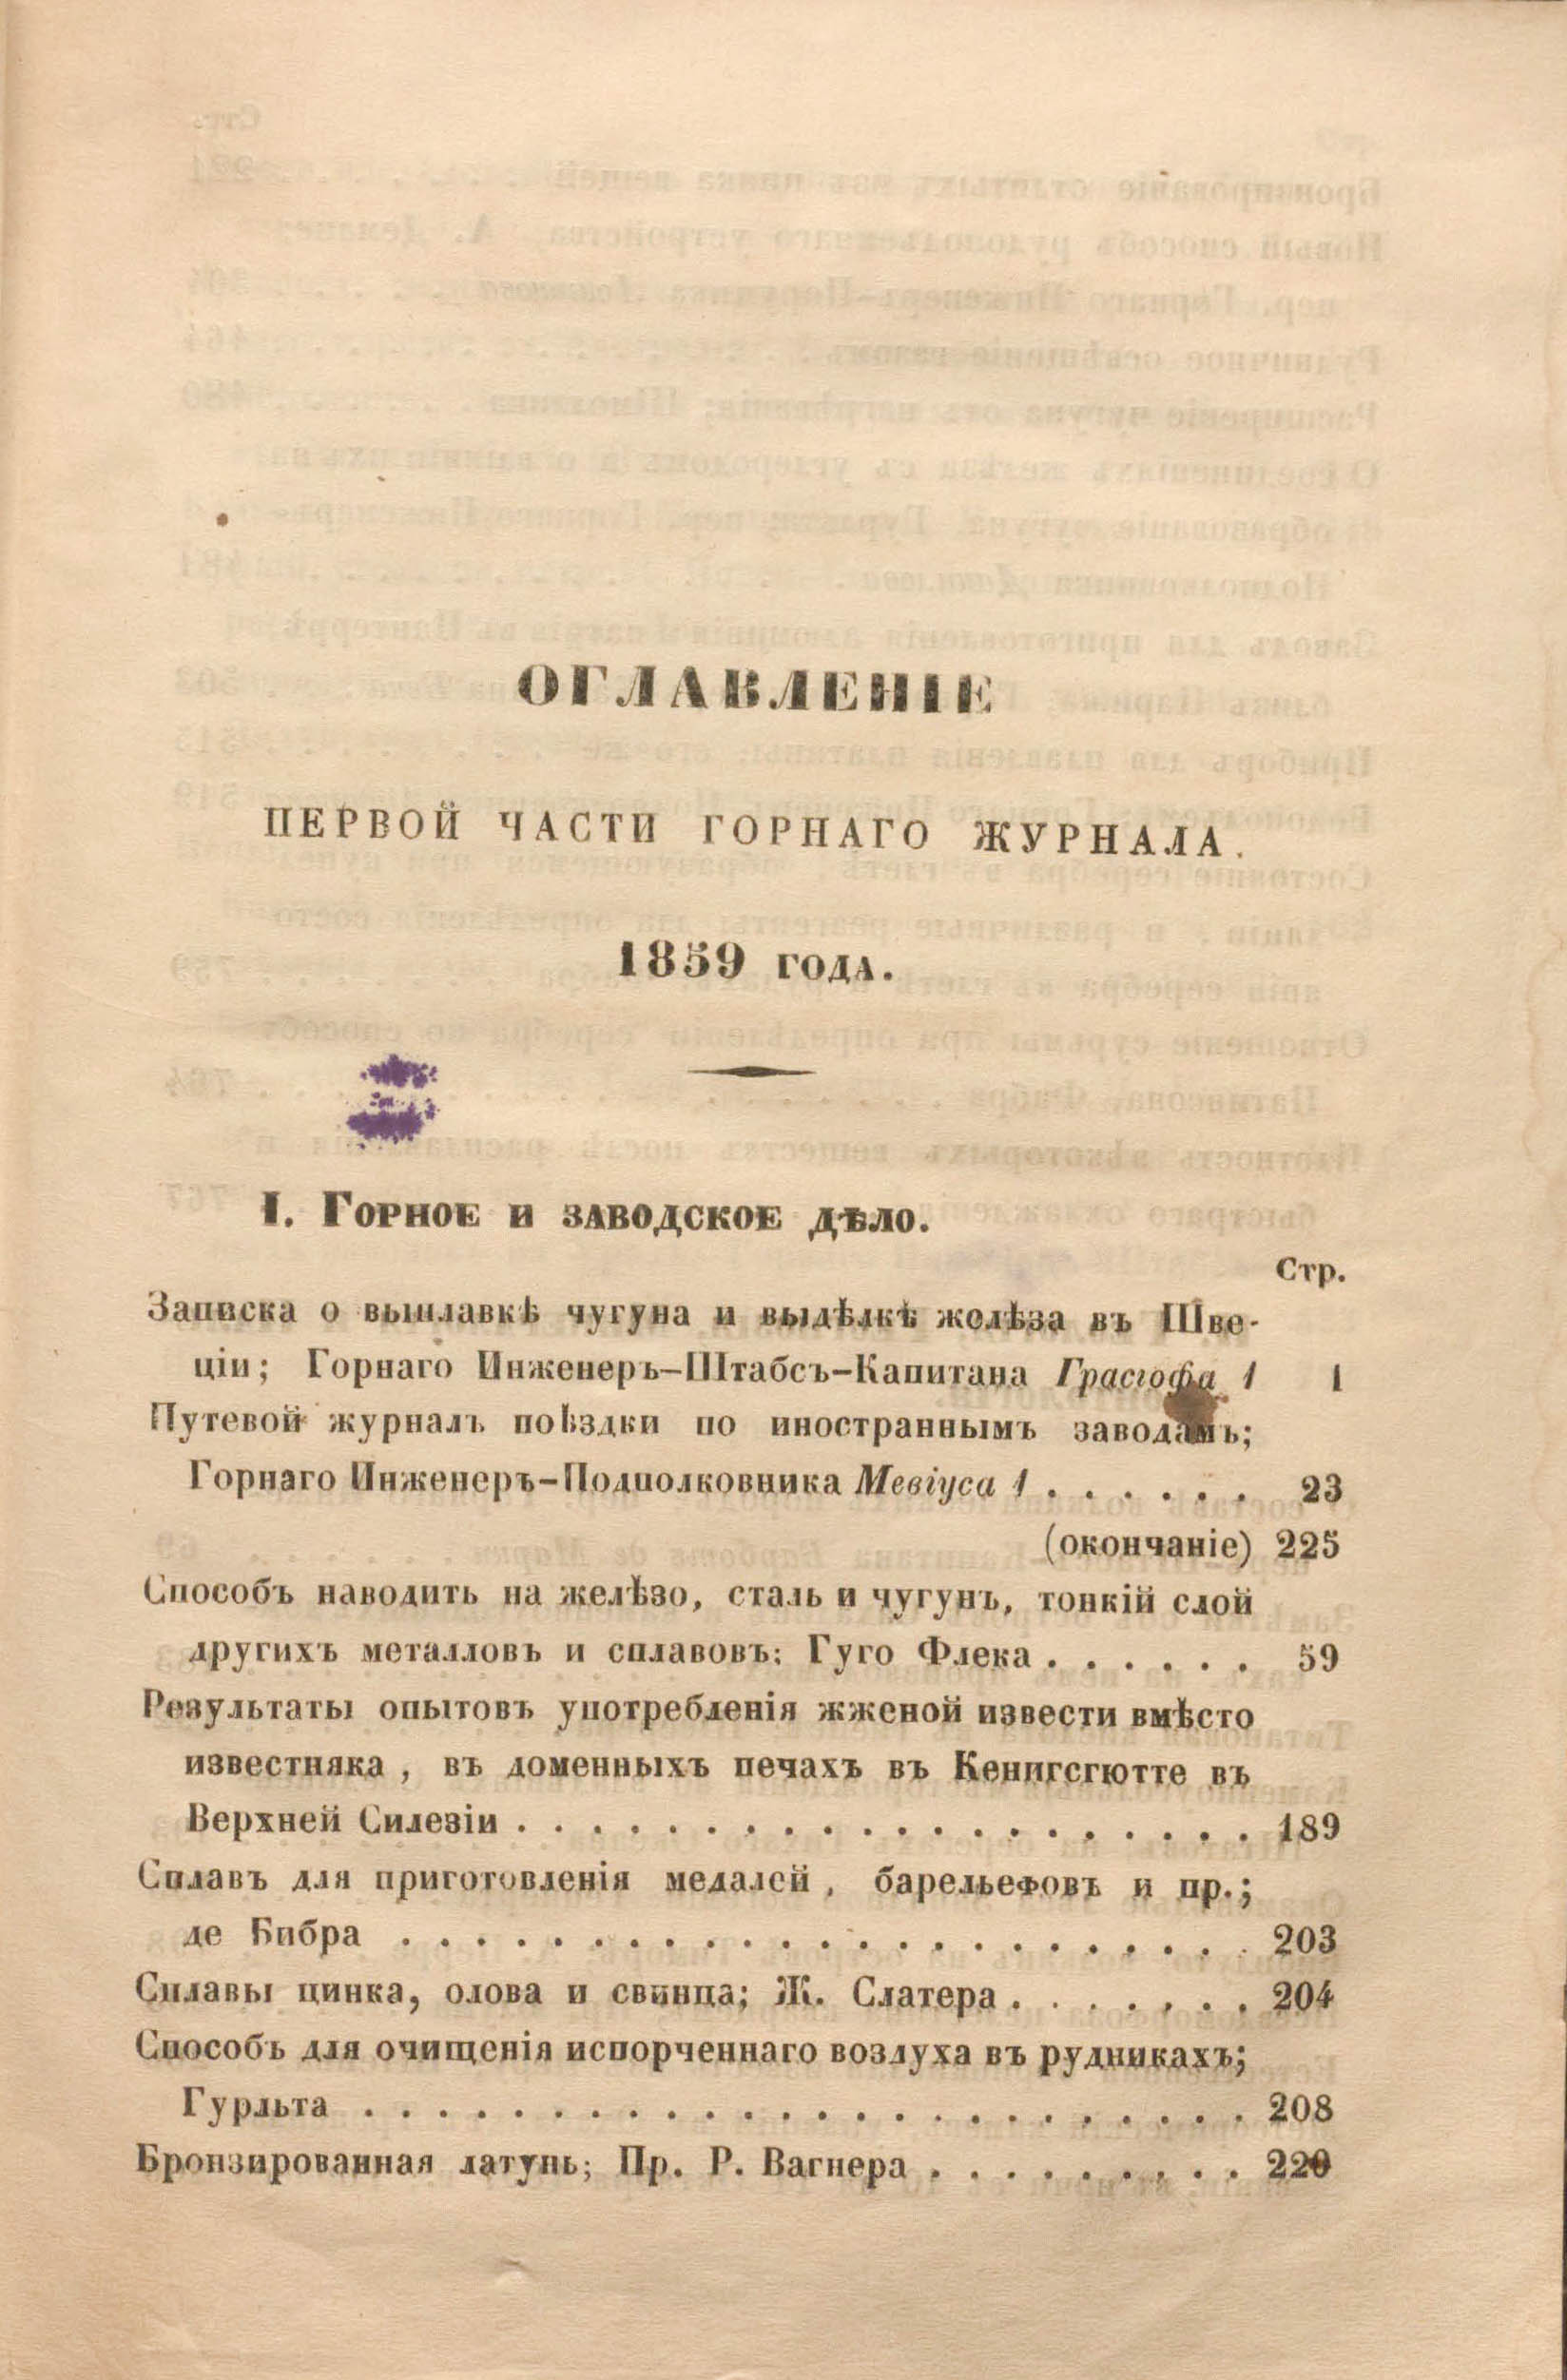 ОГЛАВЛЕНІЕ
ПЕРВОЙ ЧАСТИ ГОРНАГО ЖУРНАЛА.
1859 ГОДА.
I. ГОРНОЕ И ЗАВОДСКОЕ ДѢЛО.
Стр.
Записка о выплавкѣ чугуна и выдѣлкѣ желѣза въ Шве-
ціи; Горнаго Инженеръ-Штабсъ-Капитана Грасгофа 1 1
Путевой журналъ поѣздки по иностраннымъ заводамъ;
Горнаго Инженеръ-Подполковника Мевіуса 1 . . . . . . 23
(окончаніе) 225
Способъ наводить на желѣзо, сталь и чугунъ, тонкій слой
другихъ металловъ и сплавовъ; Гуго Флека . . . . . . 59
Результаты опытовъ употребленія жженой извести вмѣсто
известняка , въ доменныхъ печахъ въ Кенигсгютте въ
Верхней Силезіи . . . . . . . . . . . . . . . . . . . . 189
Сплавъ для приготовленія медалей , барельефовъ и пр.;
де Бибра . . . . . . . . . . . . . . . . . . . . . . . 203
Сплавы цинка, олова и свинца; Ж. Слатера . . . . . . . 204
Способъ для очищенія испорченнаго воздуха въ рудникахъ;
Гурльта . . . . . . . . . . . . . . . . . . . . . . . . 208
Бронзированная латунь; Пр. Р. Вагнера . . . . . . . . . 220